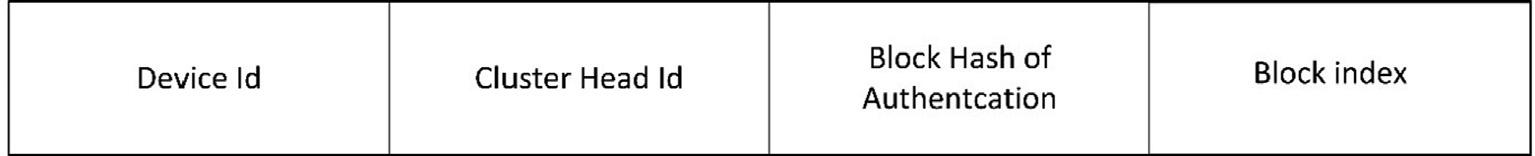 Device Id
Cluster Head Id
Block Hash of
Authentcation
Block index